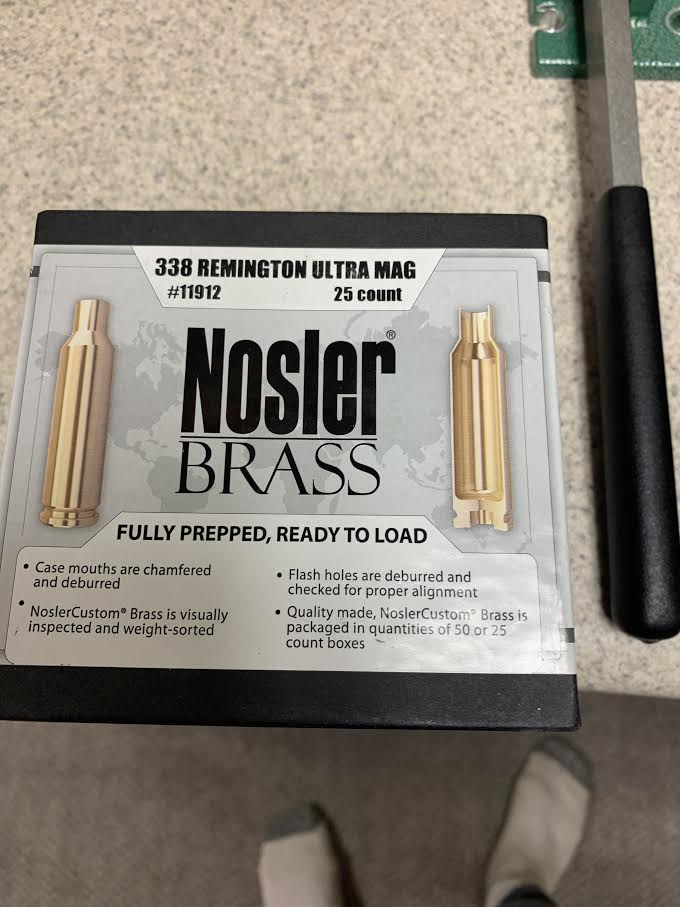 338 REMINGTON ULTRA MAG
#11912 25 count
Nosler®
BRASS
FULLY PREPPED, READY TO LOAD
• Case mouths are chamfered
and deburred
• NoslerCustom® Brass is visually
inspected and weight-sorted
• Flash holes are deburred and
checked for proper alignment
• Quality made, NoslerCustom® Brass is
packaged in quantities of 50 or 25
count boxes